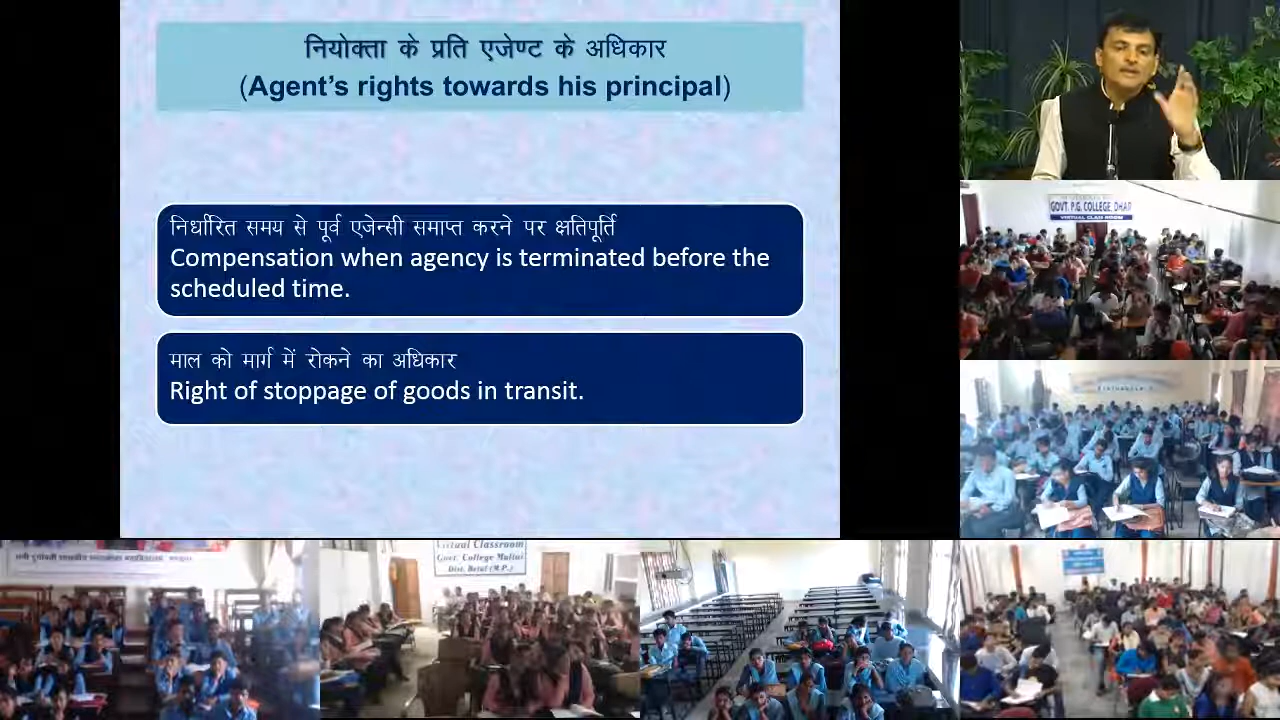 नियोक्ता के प्रति एजेण्ट के अधिकार
(Agent's rights towards his principal)
निर्धारित समय से पूर्व एजेन्सी समाप्त करने पर क्षतिपूर्ति
Compensation when agency is terminated before the
scheduled time.
माल को मार्ग में रोकने का अधिकार
Right of stoppage of goods in transit.
GOVT. P.G. COLLEGE, DHAR
VIRTUAL CLASS ROOM
Virtual Classroom
Govt. College Multai
Dist. Betul (M.P.)